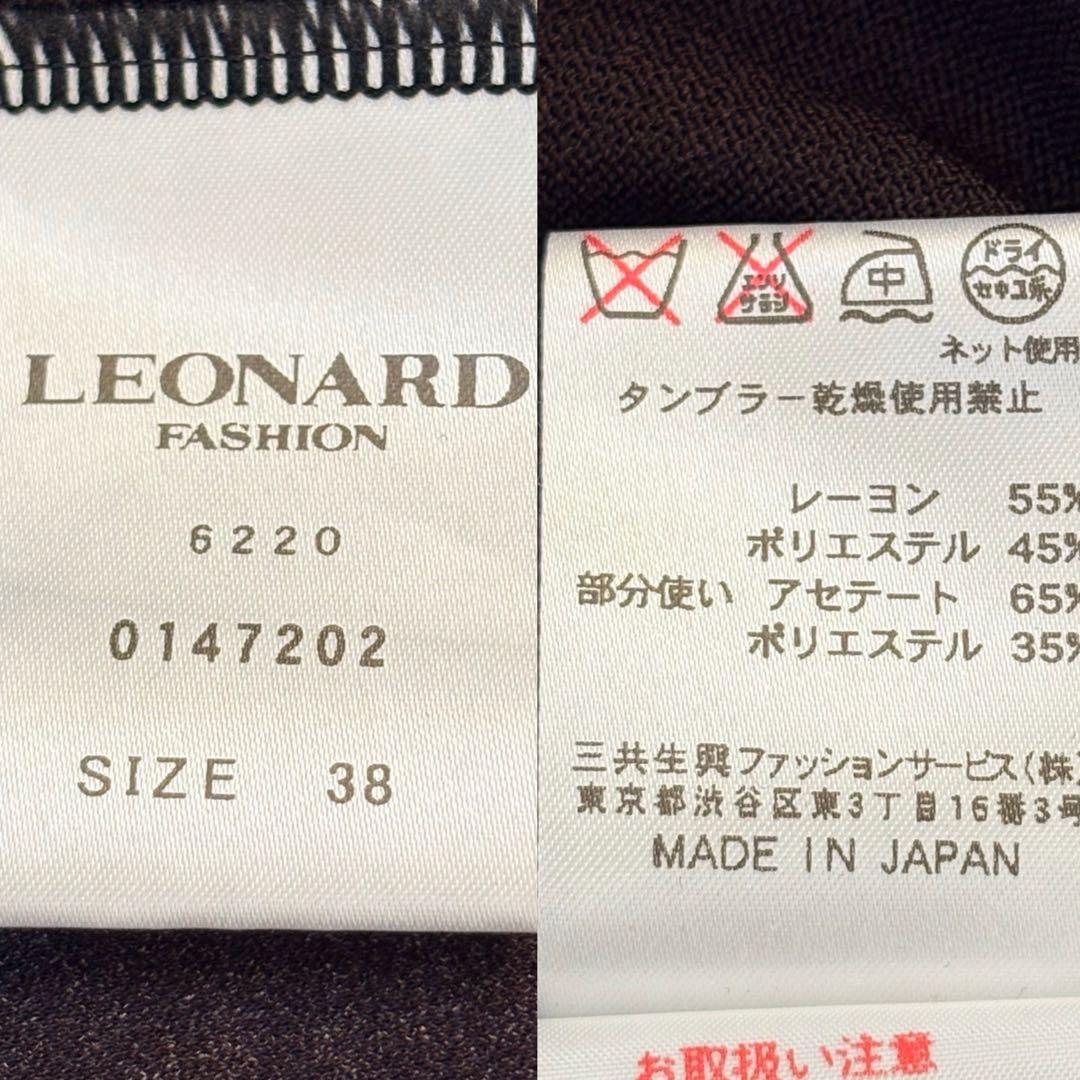 LEONARD
FASHION
6220
0147202
SIZE 38
中
エンソ
サラシ
ドライ
セキユ系
ネット使用
タンブラー乾燥使用禁止
レーヨン 55%
ポリエステル 45%
部分使い アセテート 65%
ポリエステル 35%
三共生興ファッションサービス(株)
東京都渋谷区東3丁目16番3号
MADE IN JAPAN
お取扱い注意